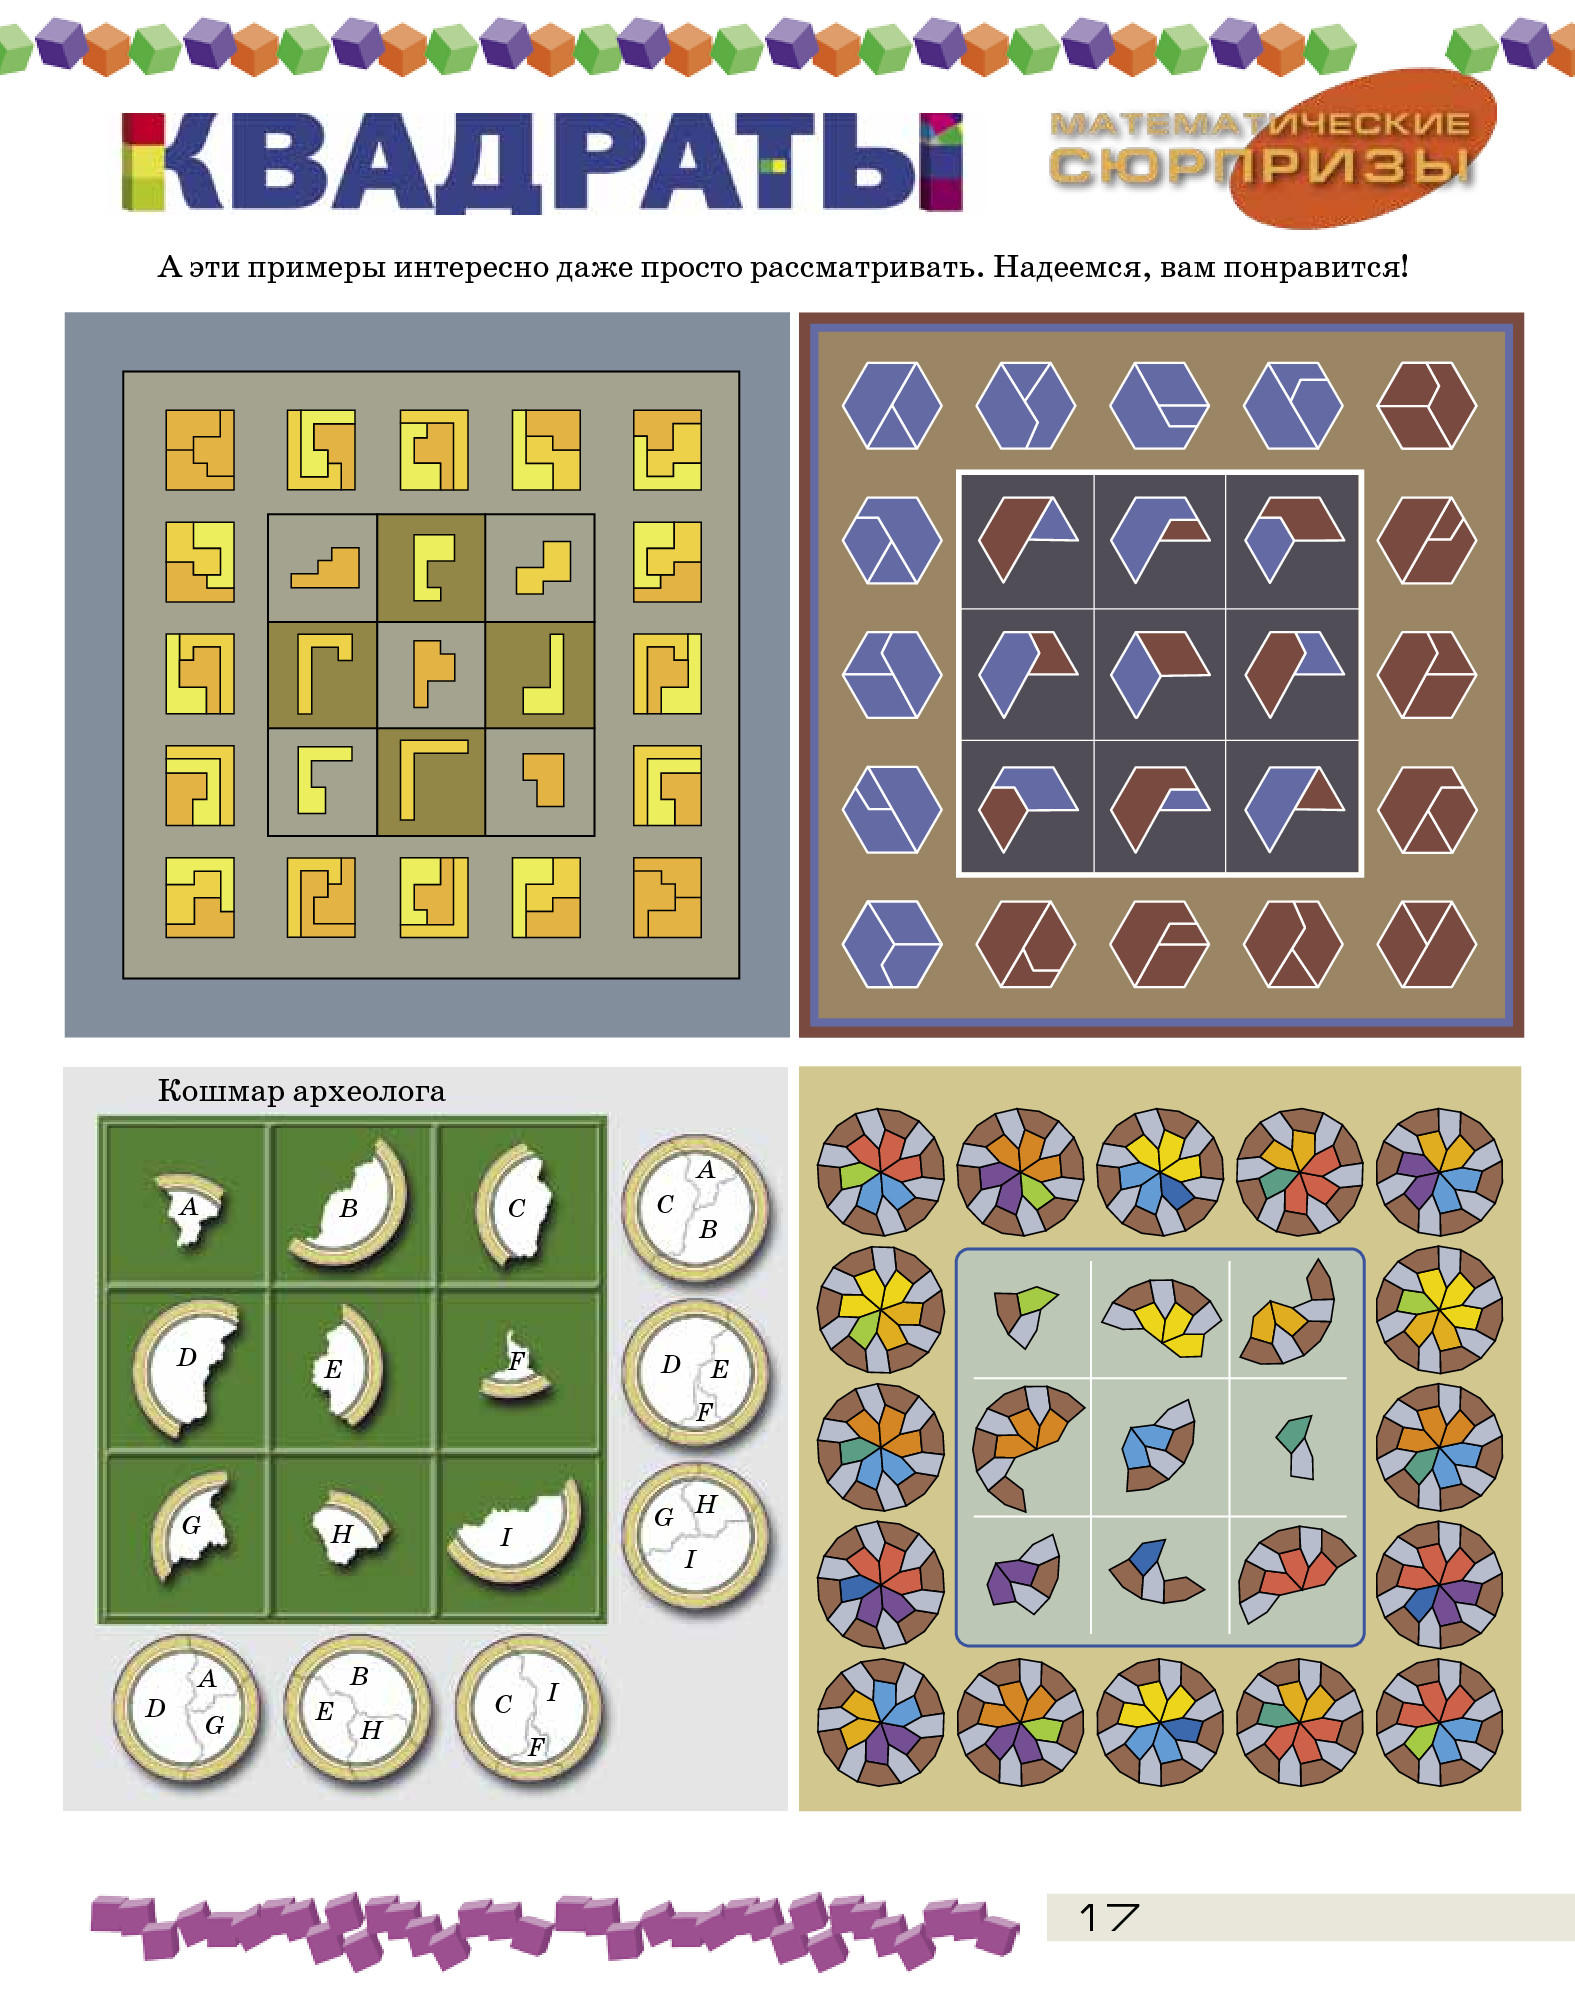 КВАДРАТЫ
МАТЕМАТИЧЕСКИЕ
СЮРПРИЗЫ
А эти примеры интересно даже просто рассматривать. Надеемся, вам понравится!
Кошмар археолога
A B C
D E F
G H I
C A B
D E F
G H I
D A G
B E H
C I F
17